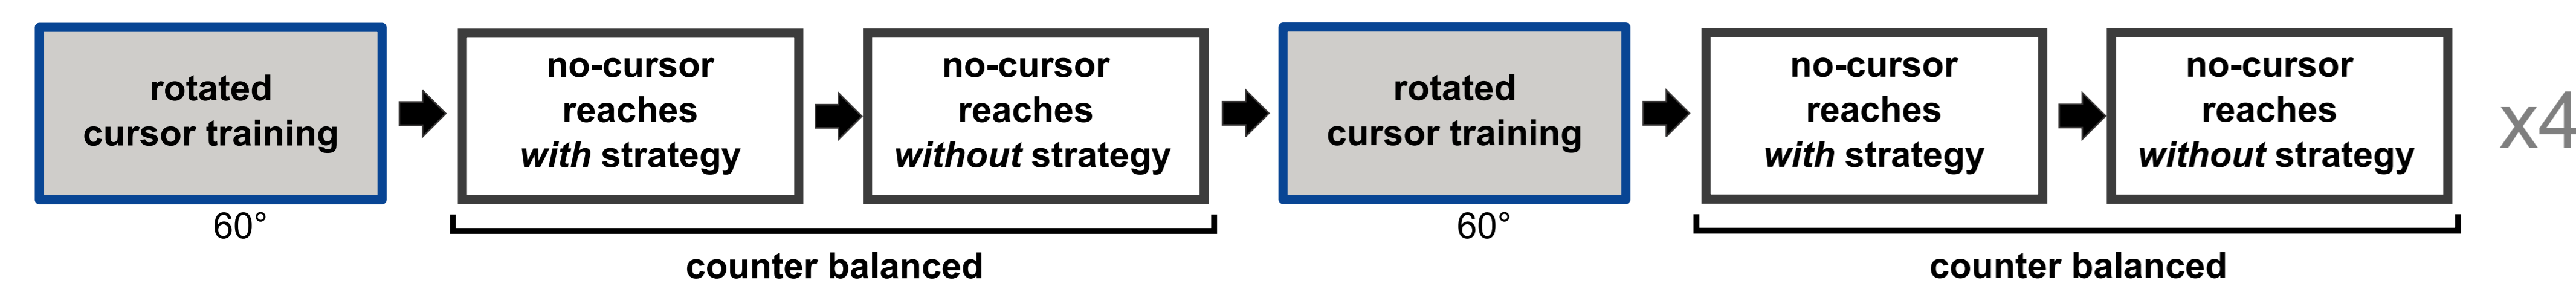 rotated
cursor training
60°
no-cursor
reaches
with strategy
no-cursor
reaches
without strategy
counter balanced
rotated
cursor training
60°
no-cursor
reaches
with strategy
no-cursor
reaches
without strategy
counter balanced
x4